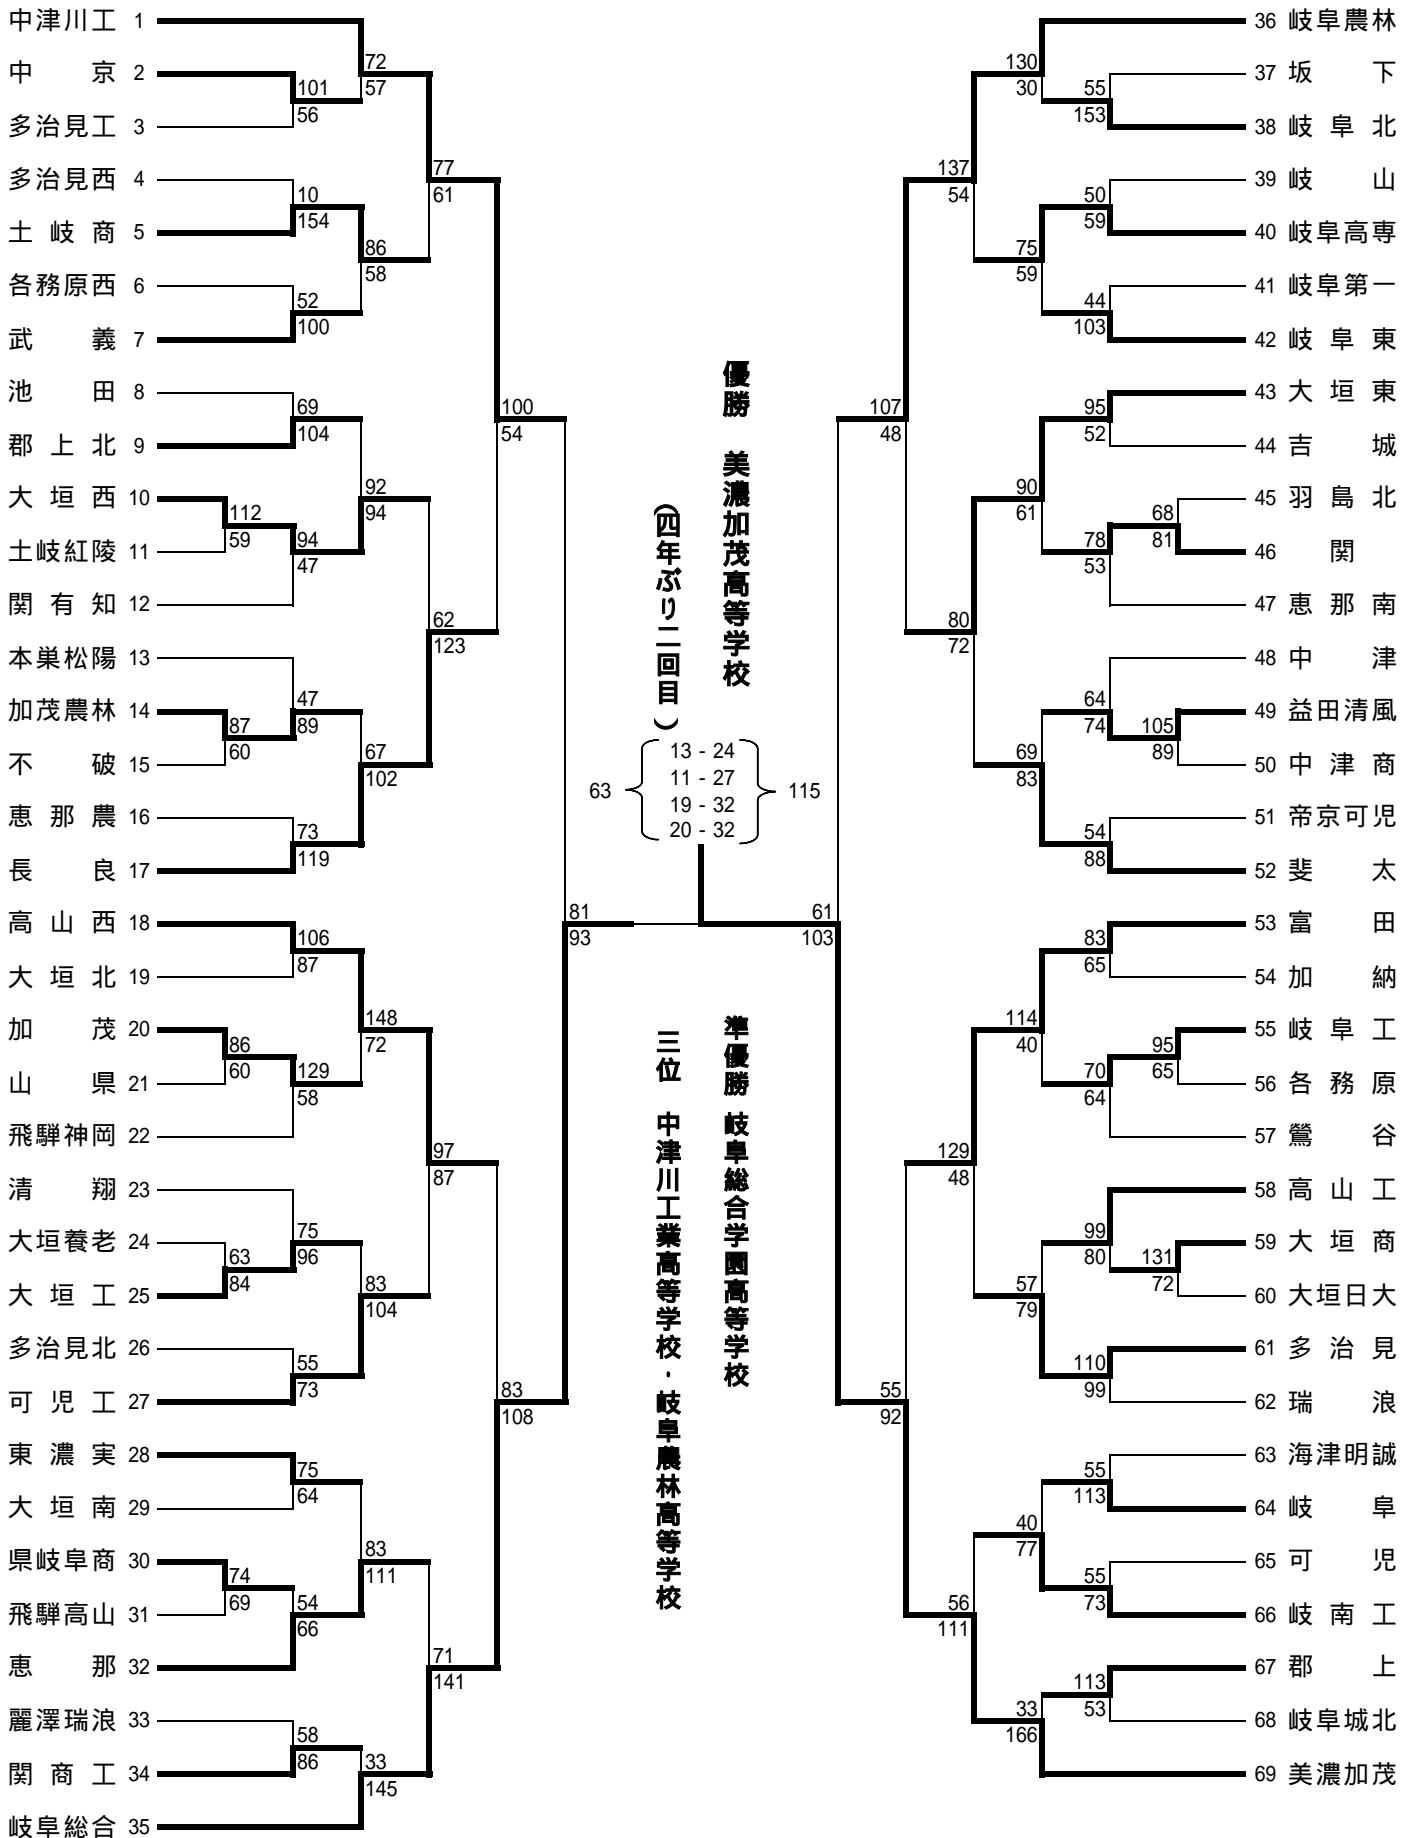 中津川工 1
中京 2
多治見工 3
多治見西 4
土岐商 5
各務原西 6
武義 7
池田 8
郡上北 9
大垣西 10
土岐紅陵 11
関有知 12
本巣松陽 13
加茂農林 14
不破 15
恵那農 16
長良 17
高山西 18
大垣北 19
加茂 20
山県 21
飛騨神岡 22
清翔 23
大垣養老 24
大垣工 25
多治見北 26
可児工 27
東濃実 28
大垣南 29
県岐阜商 30
飛騨高山 31
恵那 32
麗澤瑞浪 33
関商工 34
岐阜総合 35
112
59
87
60
86
60
63
84
74
69
101
56
10
154
52
100
69
104
94
47
47
89
73
119
106
87
129
58
75
96
55
73
75
64
54
66
58
86
72
57
86
58
92
94
67
102
148
72
83
104
83
111
33
145
77
61
62
123
97
87
71
141
100
54
83
108
81
93
優勝 美濃加茂高等学校
(四年ぶり二回目)
63
13 - 24
11 - 27
19 - 32
20 - 32
115
準優勝 岐阜総合学園高等学校
三位 中津川工業高等学校・岐阜農林高等学校
61
103
107
48
55
92
137
54
80
72
129
48
56
111
130
30
75
59
90
61
69
83
114
40
57
79
40
77
33
166
55
153
50
59
44
103
95
52
78
53
64
74
54
88
83
65
70
64
99
80
110
99
55
113
55
73
113
53
68
81
105
89
95
65
131
72
36 岐阜農林
37 坂下
38 岐阜北
39 岐山
40 岐阜高専
41 岐阜第一
42 岐阜東
43 大垣東
44 吉城
45 羽島北
46 関
47 恵那南
48 中津
49 益田清風
50 中津商
51 帝京可児
52 斐太
53 富田
54 加納
55 岐阜工
56 各務原
57 鶯谷
58 高山工
59 大垣商
60 大垣日大
61 多治見
62 瑞浪
63 海津明誠
64 岐阜
65 可児
66 岐南工
67 郡上
68 岐阜城北
69 美濃加茂